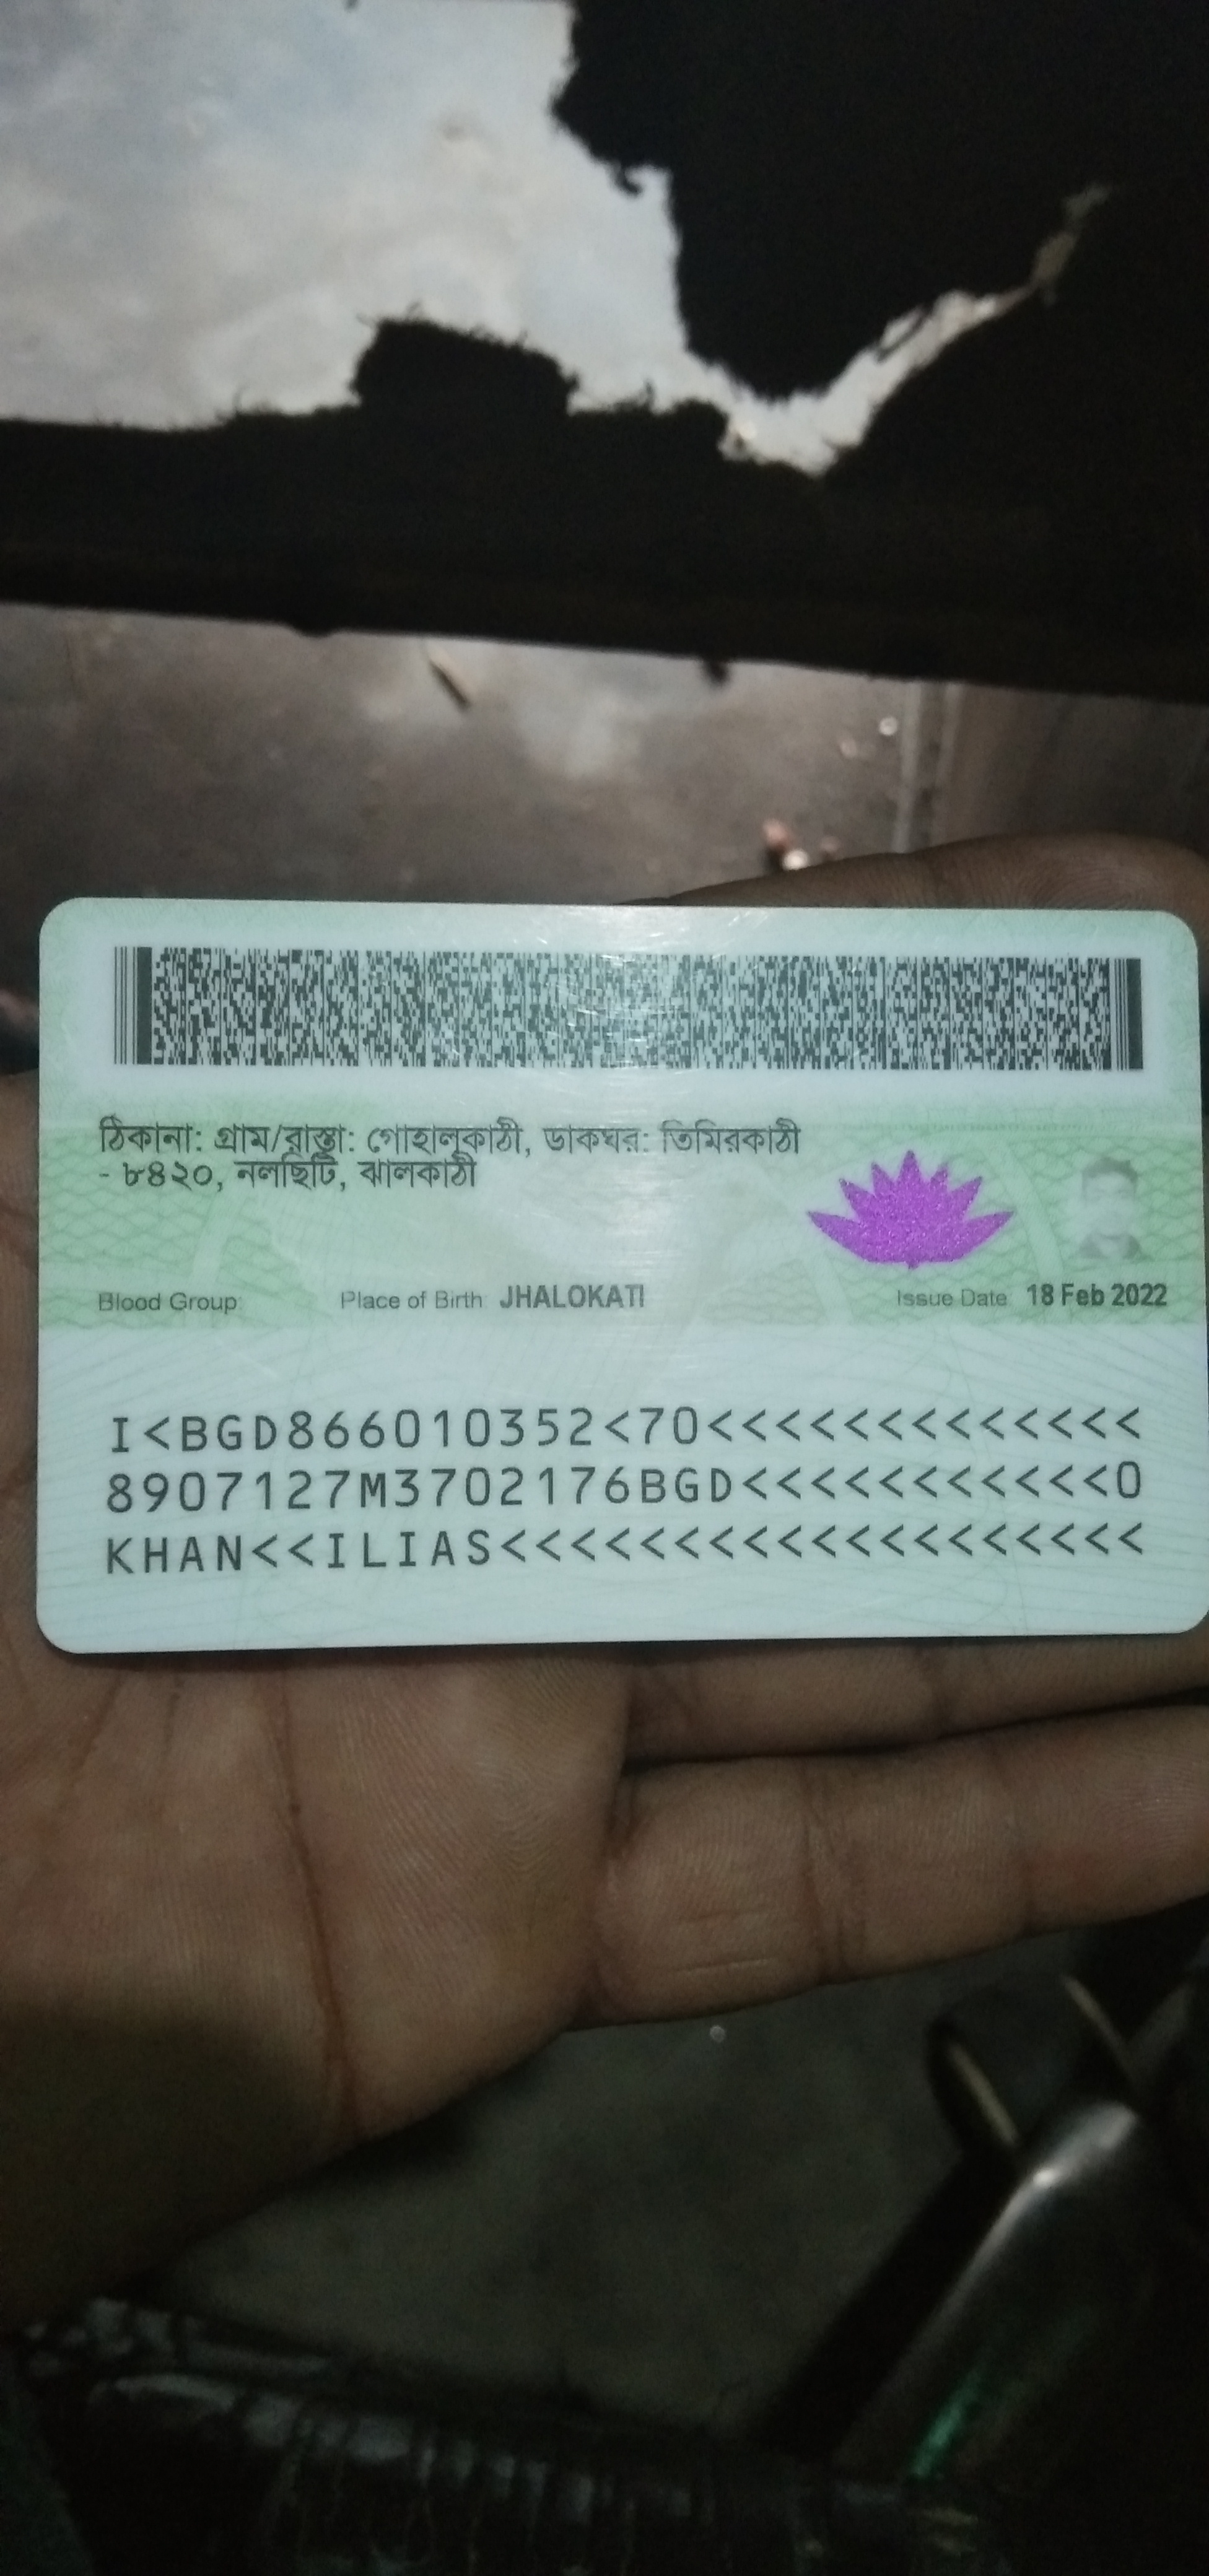 ঠিকানা: গ্রাম/রাস্তা: গোহালকাঠী, ডাকঘর: তিমিরকাঠী
- ৮৪২০, নলছিটি, ঝালকাঠী
Blood Group: Place of Birth: JHALOKATI Issue Date: 18 Feb 2022
I<BGD866010352<70<<<<<<<<<<<<<
8907127M3702176BGD<<<<<<<<<<<0
KHAN<<ILIAS<<<<<<<<<<<<<<<<<<<